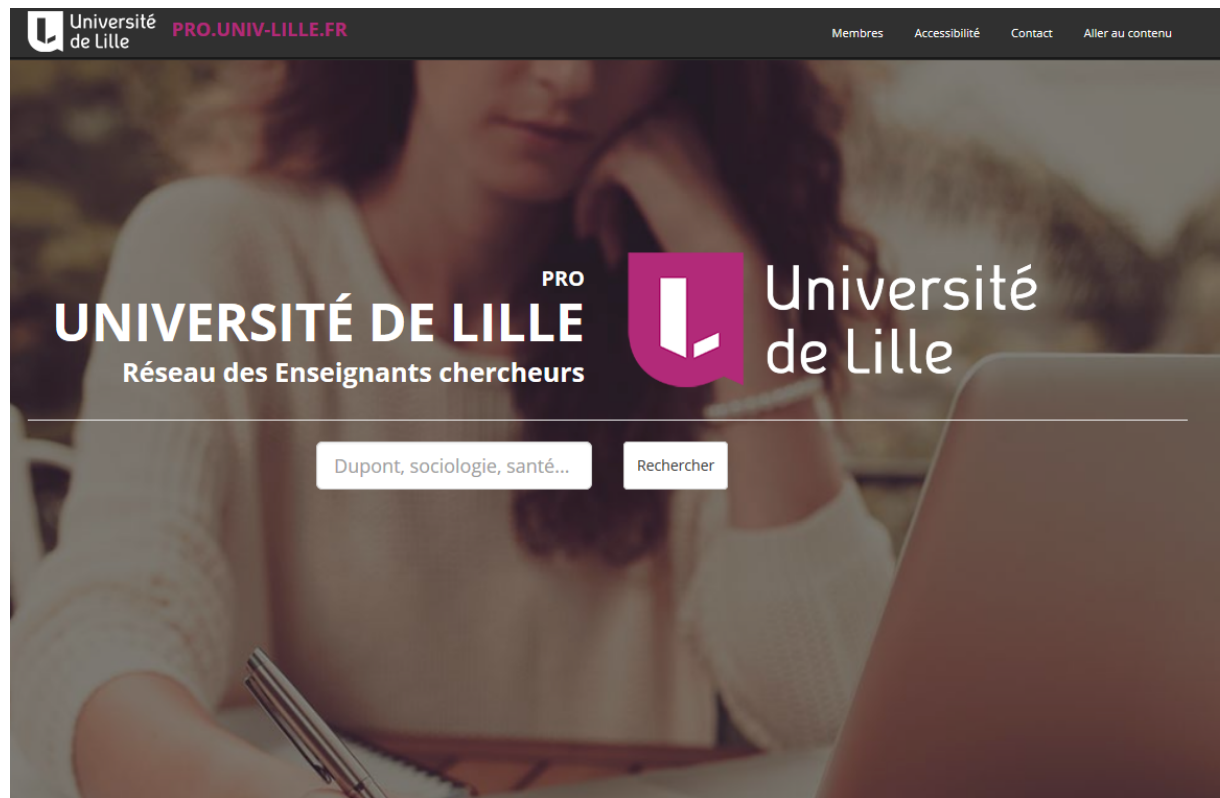 Université
de Lille
PRO.UNIV-LILLE.FR
Membres Accessibilité Contact Aller au contenu
PRO
UNIVERSITÉ DE LILLE
Réseau des Enseignants chercheurs
Université
de Lille
Dupont, sociologie, santé... Rechercher